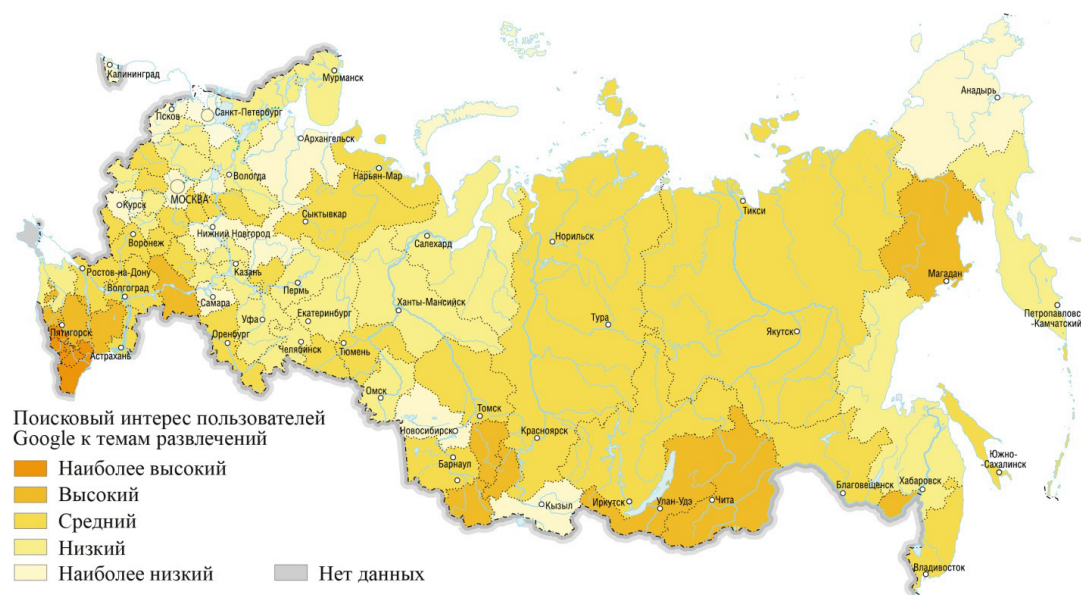 Калининград
Мурманск
Псков
Санкт-Петербург
Анадырь
Архангельск
Вологда
Нарьян-Мар
МОСКВА
Курск
Сыктывкар
Тикси
Нижний Новгород
Воронеж
Салехард
Норильск
Ростов-на-Дону
Казань
Волгоград
Пермь
Магадан
Самара
Ханты-Мансийск
Петропавловск
-Камчатский
Екатеринбург
Уфа
Пятигорск
Тура
Якутск
Оренбург
Астрахань
Челябинск
Тюмень
Омск
Томск
Новосибирск
Красноярск
Барнаул
Южно-
-Сахалинск
Благовещенск
Хабаровск
Кызыл
Иркутск
Улан-Удэ
Чита
Владивосток
Поисковый интерес пользователей
Google к темам развлечений
Наиболее высокий
Высокий
Средний
Низкий
Наиболее низкий
Нет данных